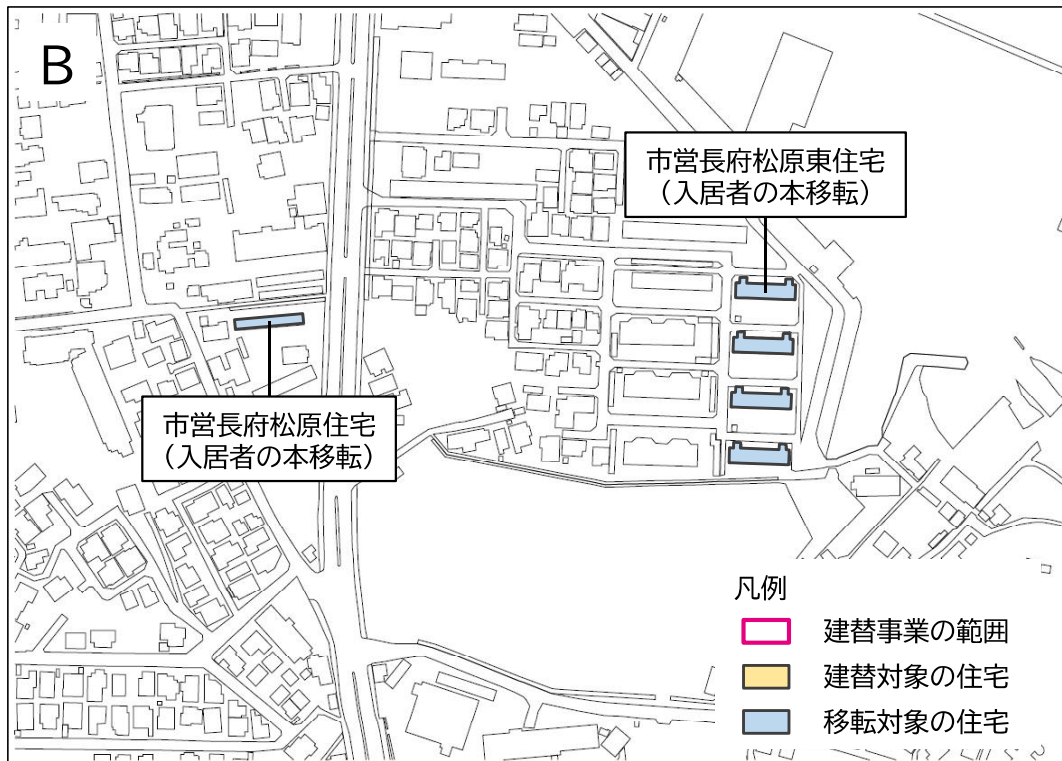 B
市営長府松原東住宅
（入居者の本移転）
市営長府松原住宅
（入居者の本移転）
凡例
建替事業の範囲
建替対象の住宅
移転対象の住宅